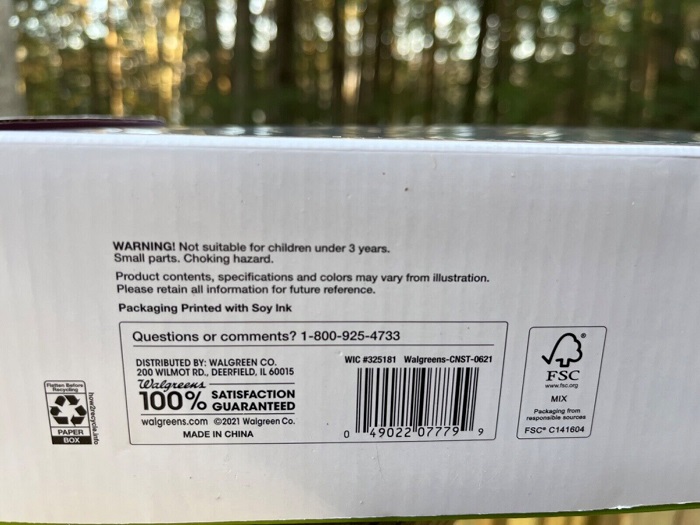 WARNING! Not suitable for children under 3 years.
Small parts. Choking hazard.
Product contents, specifications and colors may vary from illustration.
Please retain all information for future reference.
Packaging Printed with Soy Ink
Questions or comments? 1-800-925-4733
DISTRIBUTED BY: WALGREEN CO.
200 WILMOT RD., DEERFIELD, IL 60015
Walgreens
100% SATISFACTION
GUARANTEED
walgreens.com ©2021 Walgreen Co.
MADE IN CHINA
WIC #325181 Walgreens-CNST-0621
0 49022 07779 9
Flatten Before
Recycling
PAPER
BOX
how2recycle.info
FSC
www.fsc.org
MIX
Packaging from
responsible sources
FSC® C141604